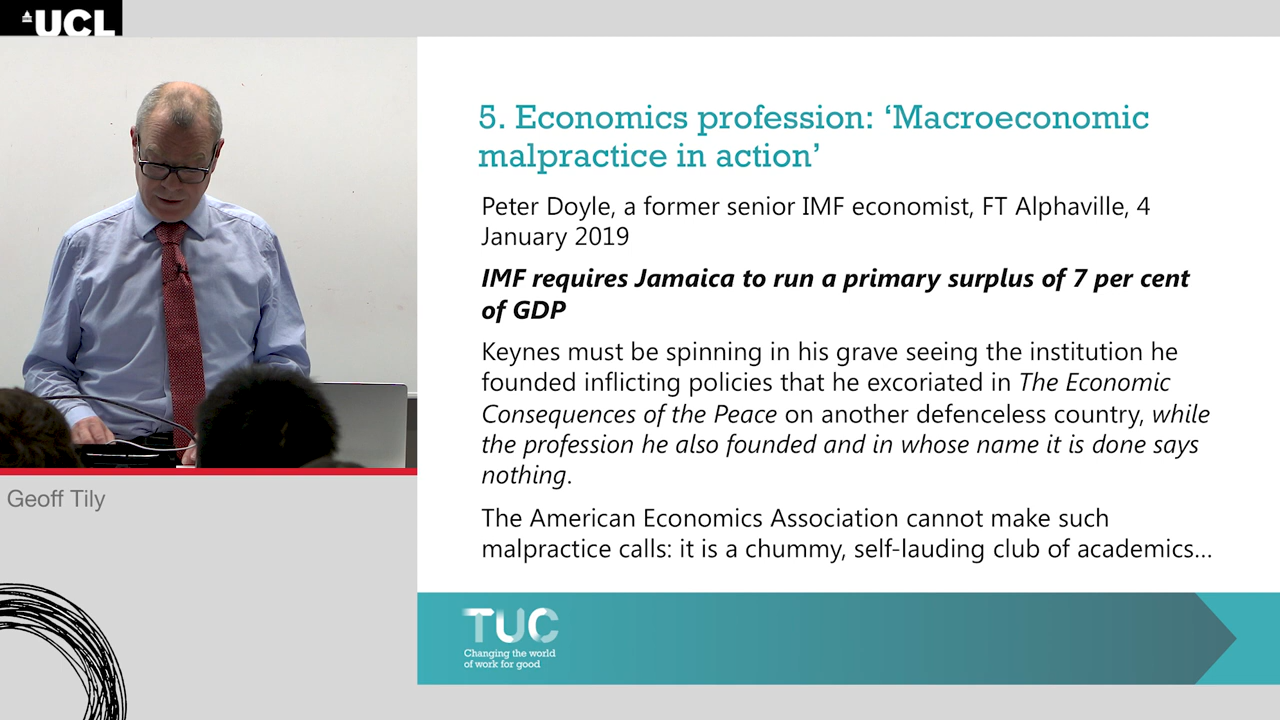 UCL
5. Economics profession: ‘Macroeconomic
malpractice in action’
Peter Doyle, a former senior IMF economist, FT Alphaville, 4
January 2019
IMF requires Jamaica to run a primary surplus of 7 per cent
of GDP
Keynes must be spinning in his grave seeing the institution he
founded inflicting policies that he excoriated in The Economic
Consequences of the Peace on another defenceless country, while
the profession he also founded and in whose name it is done says
nothing.
The American Economics Association cannot make such
malpractice calls: it is a chummy, self-lauding club of academics...
Geoff Tily
TUC
Changing the world
of work for good